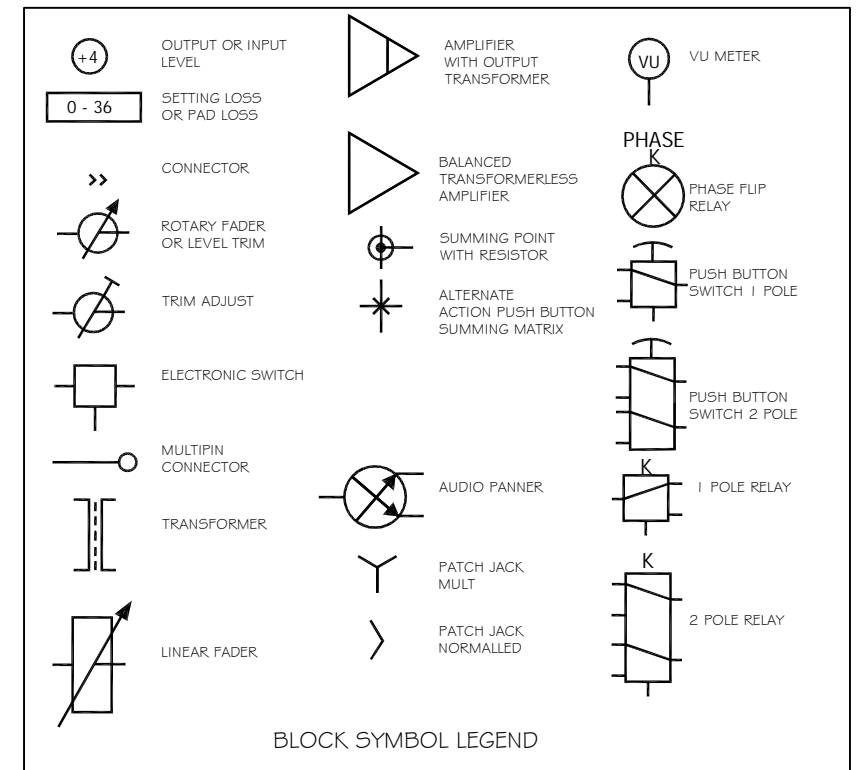 +4
OUTPUT OR INPUT
LEVEL
0 - 36
SETTING LOSS
OR PAD LOSS
CONNECTOR
ROTARY FADER
OR LEVEL TRIM
TRIM ADJUST
ELECTRONIC SWITCH
MULTIPIN
CONNECTOR
TRANSFORMER
LINEAR FADER
AMPLIFIER
WITH OUTPUT
TRANSFORMER
BALANCED
TRANSFORMERLESS
AMPLIFIER
SUMMING POINT
WITH RESISTOR
ALTERNATE
ACTION PUSH BUTTON
SUMMING MATRIX
AUDIO PANNER
PATCH JACK
MULT
PATCH JACK
NORMALLED
VU
VU METER
PHASE
K
PHASE FLIP
RELAY
PUSH BUTTON
SWITCH 1 POLE
PUSH BUTTON
SWITCH 2 POLE
K
1 POLE RELAY
K
2 POLE RELAY
BLOCK SYMBOL LEGEND